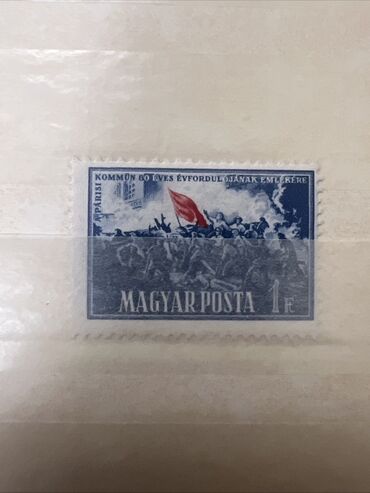 A PÁRISI
KOMMÜN 80 ÉVES ÉVFORDULÓJÁNAK EMLÉKÉRE
MAGYAR POSTA 1 Ft